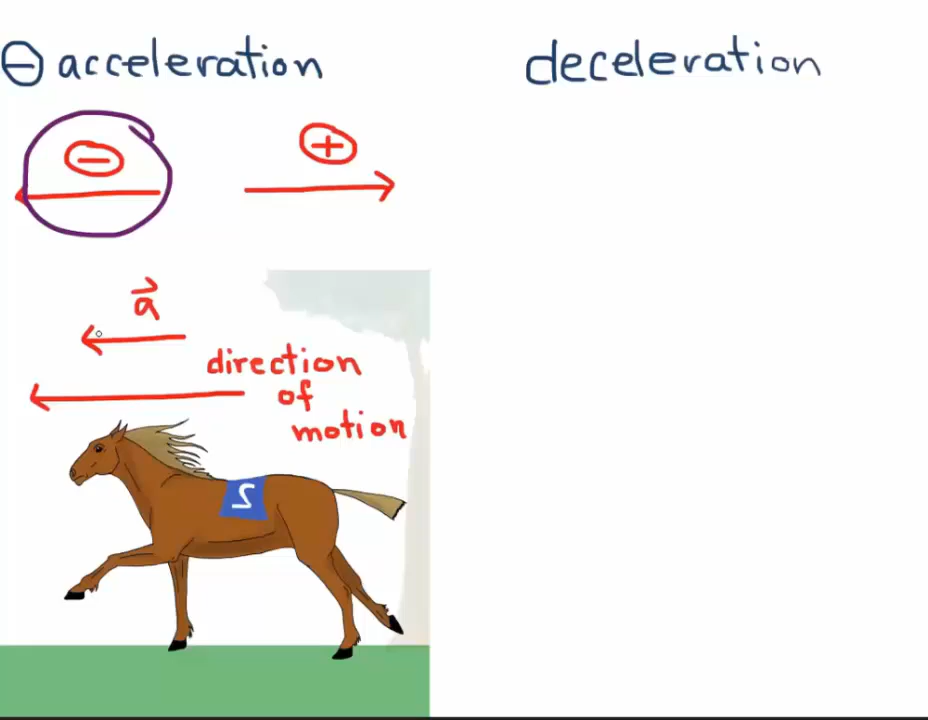 ⊖ acceleration
deceleration
⊖
⊕
a⃗
direction
of
motion
2